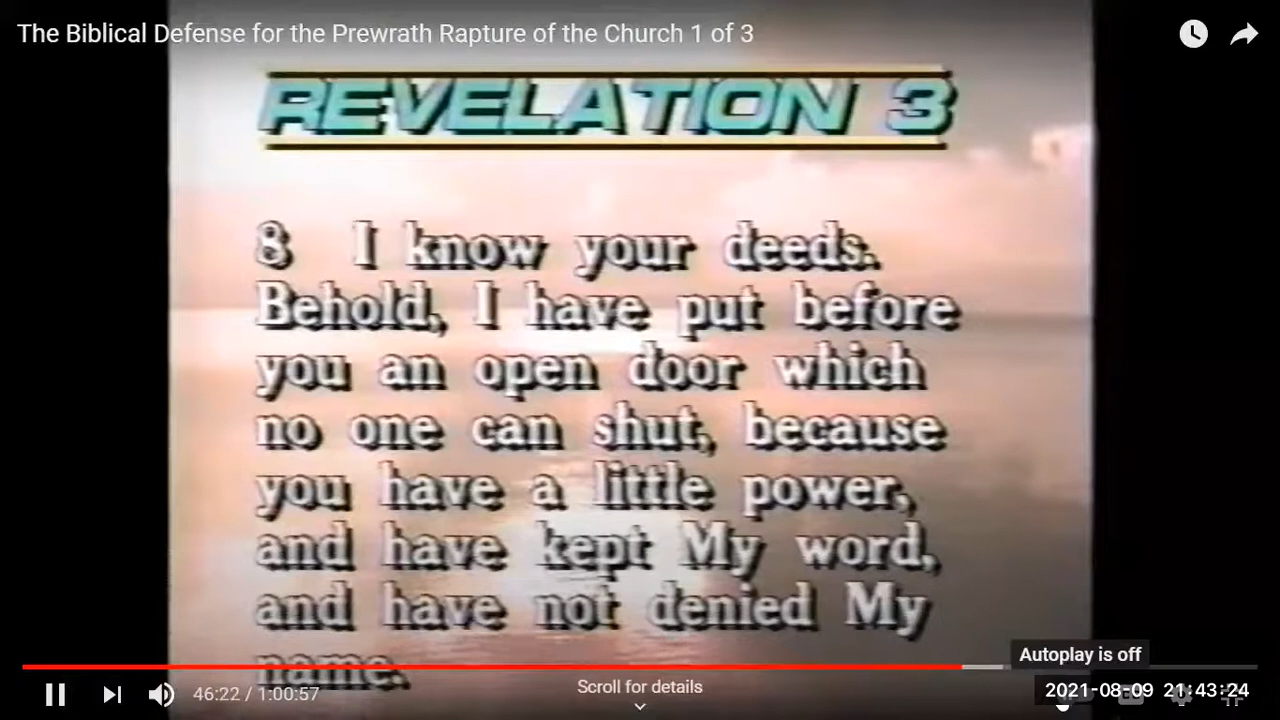 The Biblical Defense for the Prewrath Rapture of the Church 1 of 3
REVELATION 3
8 I know your deeds.
Behold, I have put before
you an open door which
no one can shut, because
you have a little power,
and have kept My word,
and have not denied My
name.
Autoplay is off
46:22 / 1:00:57
Scroll for details
2021-08-09 21:43:24